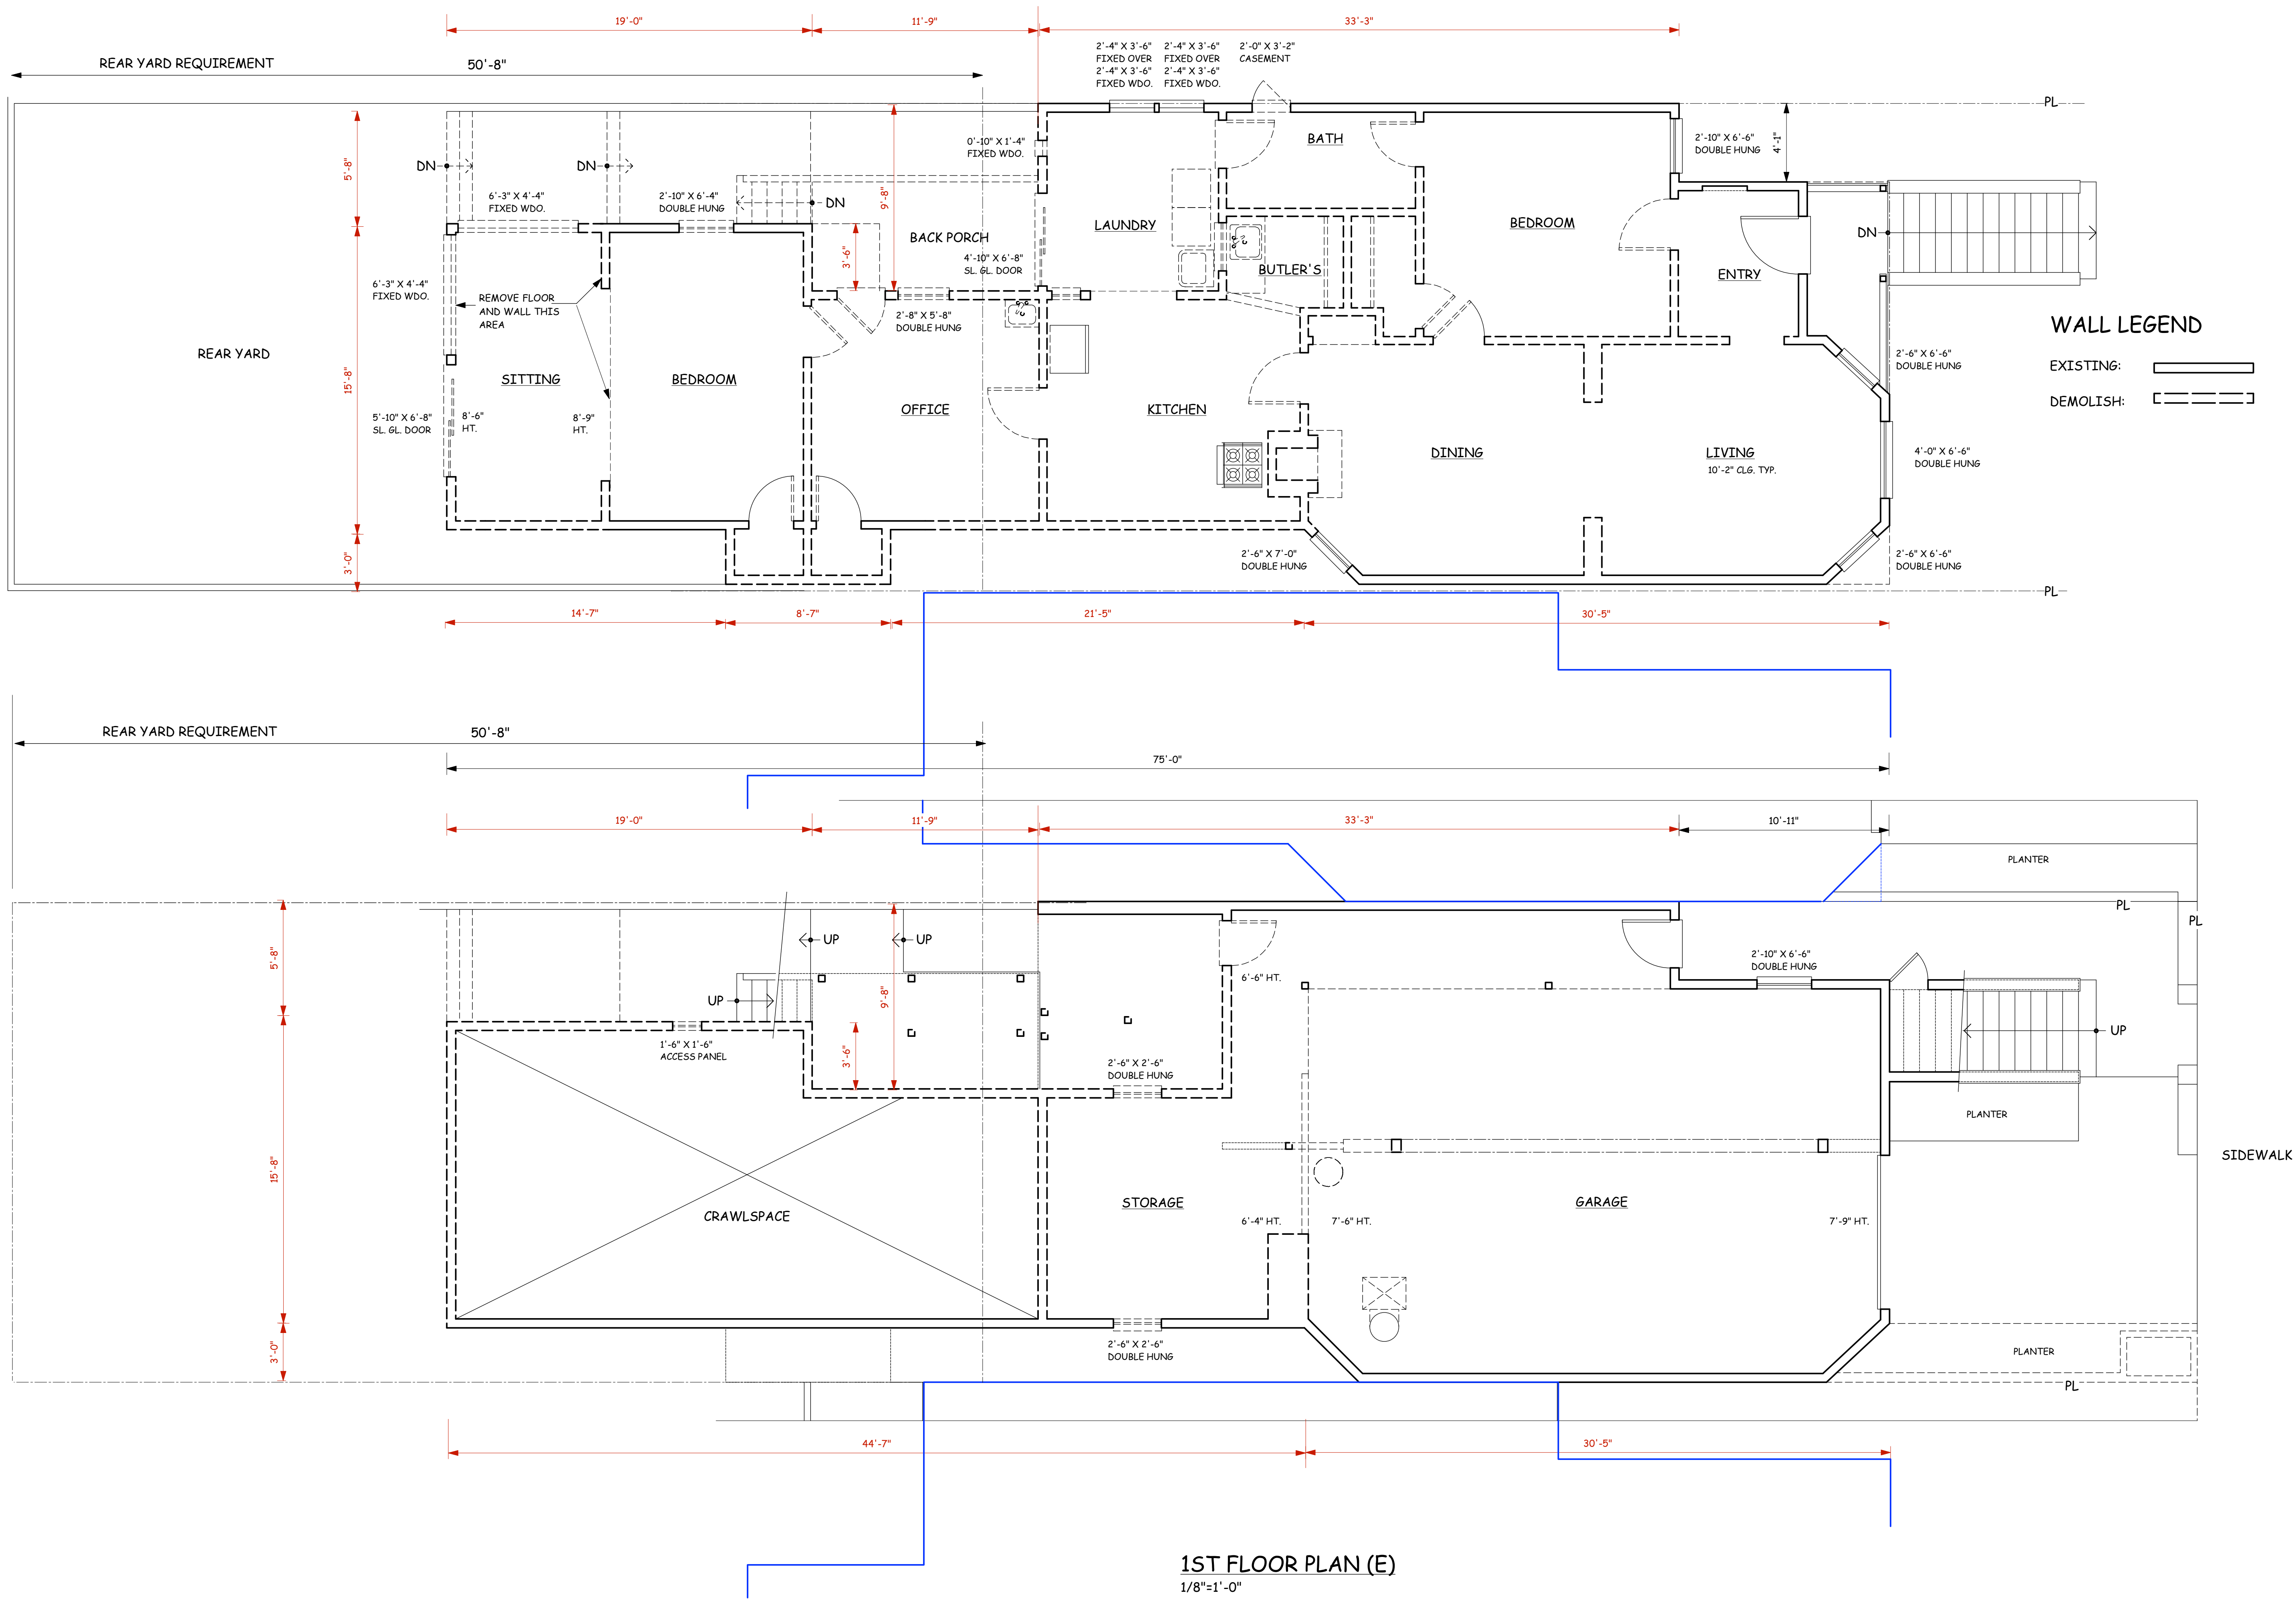 19'-0"
11'-9"
33'-3"
REAR YARD REQUIREMENT
50'-8"
2'-4" X 3'-6"
FIXED OVER
2'-4" X 3'-6"
FIXED WDO.
2'-4" X 3'-6"
FIXED OVER
2'-4" X 3'-6"
FIXED WDO.
2'-0" X 3'-2"
CASEMENT
PL
5'-8"
DN
DN
6'-3" X 4'-4"
FIXED WDO.
2'-10" X 6'-4"
DOUBLE HUNG
DN
9'-8"
0'-10" X 1'-4"
FIXED WDO.
BATH
2'-10" X 6'-6"
DOUBLE HUNG
4'-1"
LAUNDRY
BEDROOM
BACK PORCH
3'-6"
4'-10" X 6'-8"
SL. GL. DOOR
BUTLER'S
ENTRY
DN
6'-3" X 4'-4"
FIXED WDO.
REMOVE FLOOR
AND WALL THIS
AREA
2'-8" X 5'-8"
DOUBLE HUNG
WALL LEGEND
EXISTING:
DEMOLISH:
REAR YARD
15'-8"
SITTING
BEDROOM
OFFICE
KITCHEN
2'-6" X 6'-6"
DOUBLE HUNG
5'-10" X 6'-8"
SL. GL. DOOR
8'-6"
HT.
8'-9"
HT.
DINING
LIVING
10'-2" CLG. TYP.
4'-0" X 6'-6"
DOUBLE HUNG
3'-0"
2'-6" X 7'-0"
DOUBLE HUNG
2'-6" X 6'-6"
DOUBLE HUNG
PL
14'-7"
8'-7"
21'-5"
30'-5"
REAR YARD REQUIREMENT
50'-8"
75'-0"
19'-0"
11'-9"
33'-3"
10'-11"
PLANTER
PL
PL
5'-8"
UP
UP
UP
9'-8"
6'-6" HT.
2'-10" X 6'-6"
DOUBLE HUNG
UP
1'-6" X 1'-6"
ACCESS PANEL
3'-6"
2'-6" X 2'-6"
DOUBLE HUNG
PLANTER
15'-8"
SIDEWALK
CRAWLSPACE
STORAGE
GARAGE
6'-4" HT.
7'-6" HT.
7'-9" HT.
3'-0"
2'-6" X 2'-6"
DOUBLE HUNG
PLANTER
PL
44'-7"
30'-5"
1ST FLOOR PLAN (E)
1/8"=1'-0"